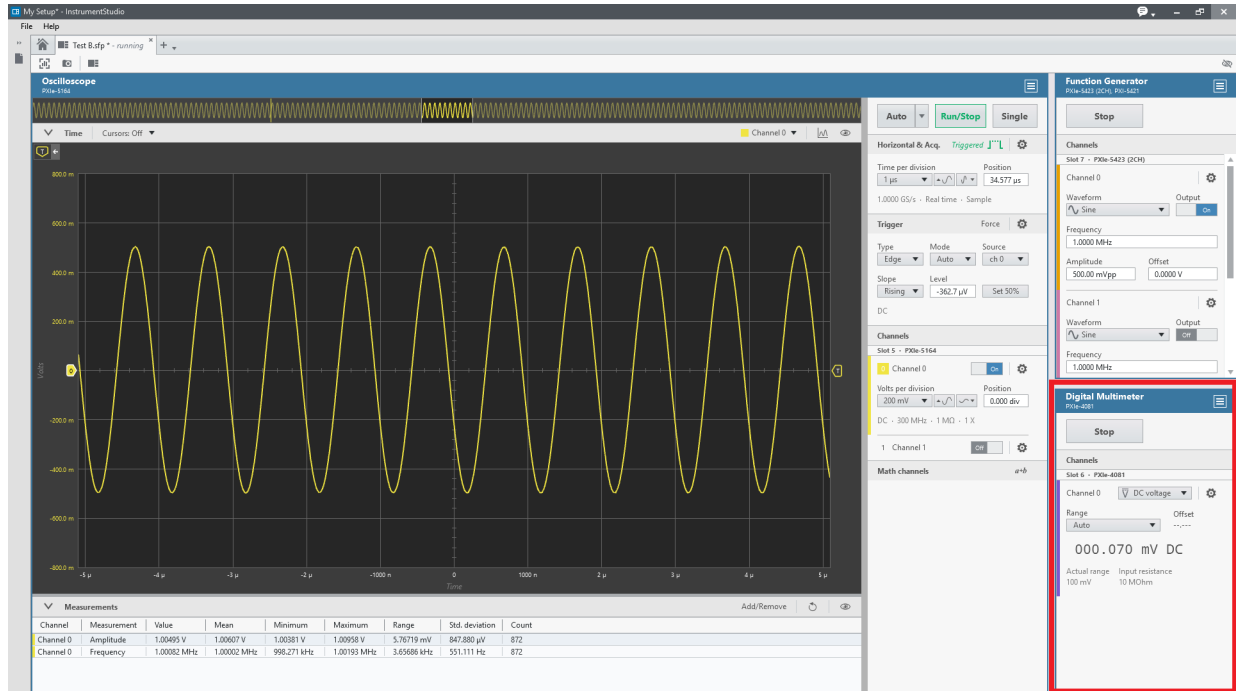 My Setup* - InstrumentStudio
File Help
Test B.sfp * - running
Oscilloscope
PXIe-5164
Time Cursors: Off Channel 0
800.0 m
600.0 m
400.0 m
200.0 m
Volts 0 T
-200.0 m
-400.0 m
-600.0 m
-800.0 m
-5 µ -4 µ -3 µ -2 µ -1000 n 0 1000 n 2 µ 3 µ 4 µ 5 µ
Time
Measurements Add/Remove
Channel Measurement Value Mean Minimum Maximum Range Std. deviation Count
Channel 0 Amplitude 1.00495 V 1.00607 V 1.00381 V 1.00958 V 5.76719 mV 847.880 µV 872
Channel 0 Frequency 1.00082 MHz 1.00002 MHz 998.271 kHz 1.00193 MHz 3.65686 kHz 551.111 Hz 872
Auto Run/Stop Single
Horizontal & Acq. Triggered
Time per division Position
1 µs 34.577 µs
1.0000 GS/s · Real time · Sample
Trigger Force
Type Mode Source
Edge Auto ch 0
Slope Level
Rising -362.7 µV Set 50%
DC
Channels
Slot 5 · PXIe-5164
0 Channel 0 On
Volts per division Position
200 mV 0.000 div
DC · 300 MHz · 1 MΩ · 1 X
1 Channel 1 Off
Math channels a+b
Function Generator
PXIe-5423 (2CH), PXI-5421
Stop
Channels
Slot 7 · PXIe-5423 (2CH)
Channel 0
Waveform Output
Sine On
Frequency
1.0000 MHz
Amplitude Offset
500.00 mVpp 0.0000 V
Channel 1
Waveform Output
Sine Off
Frequency
1.0000 MHz
Digital Multimeter
PXIe-4081
Stop
Channels
Slot 6 · PXIe-4081
Channel 0 DC voltage
Range Offset
Auto --.---
000.070 mV DC
Actual range Input resistance
100 mV 10 MOhm